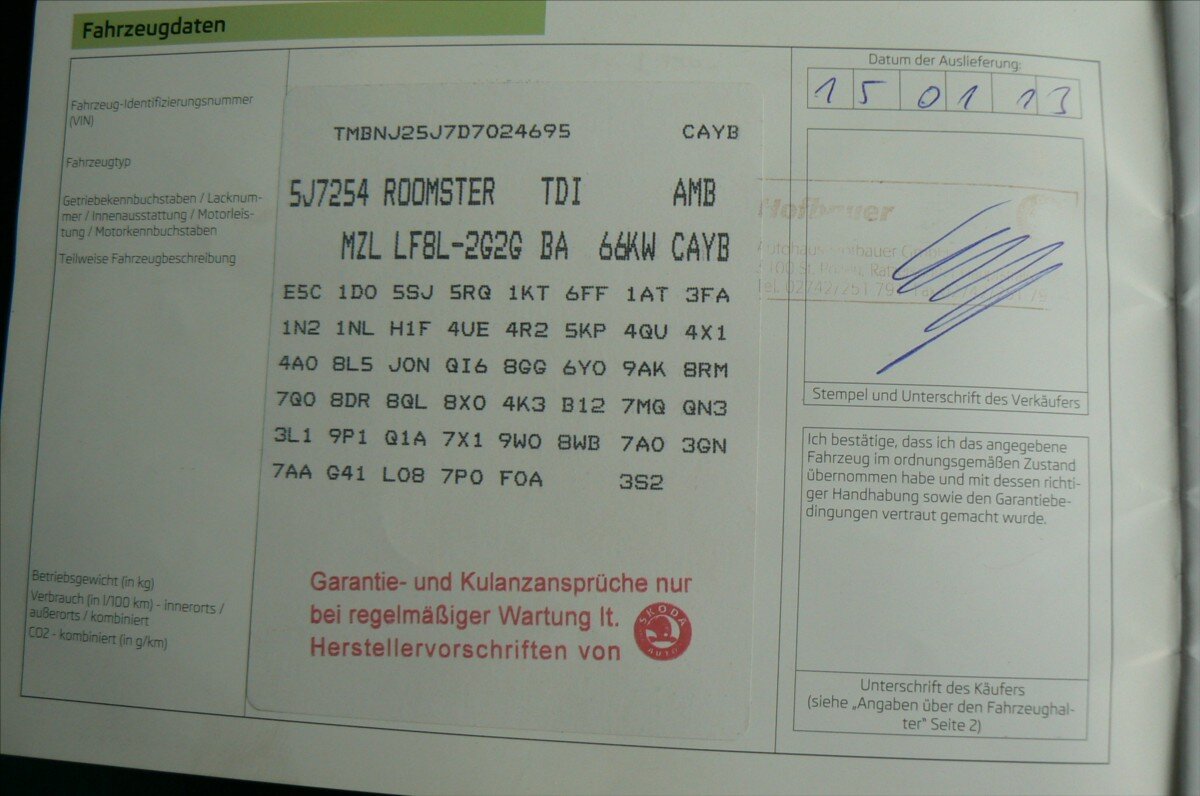 Fahrzeugdaten
Fahrzeug-Identifizierungsnummer
(VIN)
Fahrzeugtyp
Getriebekennbuchstaben / Lacknum-
mer / Innenausstattung / Motorleis-
tung / Motorkennbuchstaben
Teilweise Fahrzeugbeschreibung
Betriebsgewicht (in kg)
Verbrauch (in l/100 km) - innerorts /
außerorts / kombiniert
CO2 - kombiniert (in g/km)
TMBNJ25J7D7024695 CAYB
5J7254 ROOMSTER TDI AMB
MZL LF8L-2G2G BA 66KW CAYB
E5C 1D0 5SJ 5RQ 1KT 6FF 1AT 3FA
1N2 1NL H1F 4UE 4R2 5KP 4QU 4X1
4A0 8L5 J0N QI6 8GG 6Y0 9AK 8RM
7Q0 8DR 8QL 8X0 4K3 B12 7MQ QN3
3L1 9P1 Q1A 7X1 9W0 8WB 7A0 3GN
7AA G41 L08 7P0 F0A 3S2
Garantie- und Kulanzansprüche nur
bei regelmäßiger Wartung lt.
Herstellervorschriften von
SKODA
AUTO
Datum der Auslieferung:
15 01 13
Hofbauer
Stempel und Unterschrift des Verkäufers
Ich bestätige, dass ich das angegebene
Fahrzeug im ordnungsgemäßen Zustand
übernommen habe und mit dessen richti-
ger Handhabung sowie den Garantiebe-
dingungen vertraut gemacht wurde.
Unterschrift des Käufers
(siehe „Angaben über den Fahrzeughal-
ter" Seite 2)